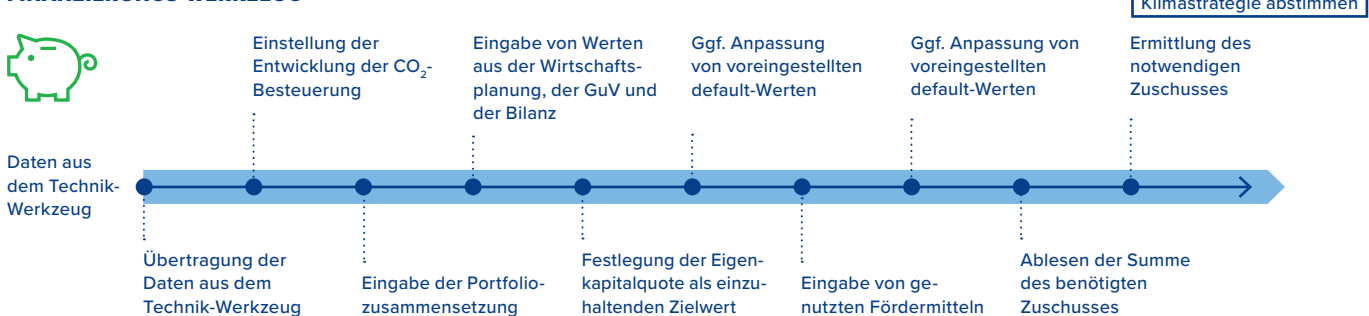 Klimastrategie abstimmen
Einstellung der
Entwicklung der CO₂-
Besteuerung
Eingabe von Werten
aus der Wirtschafts-
planung, der GuV und
der Bilanz
Ggf. Anpassung
von voreingestellten
default-Werten
Ggf. Anpassung von
voreingestellten
default-Werten
Ermittlung des
notwendigen
Zuschusses
Daten aus
dem Technik-
Werkzeug
Übertragung der
Daten aus dem
Technik-Werkzeug
Eingabe der Portfolio-
zusammensetzung
Festlegung der Eigen-
kapitalquote als einzu-
haltenden Zielwert
Eingabe von ge-
nutzten Fördermitteln
Ablesen der Summe
des benötigten
Zuschusses